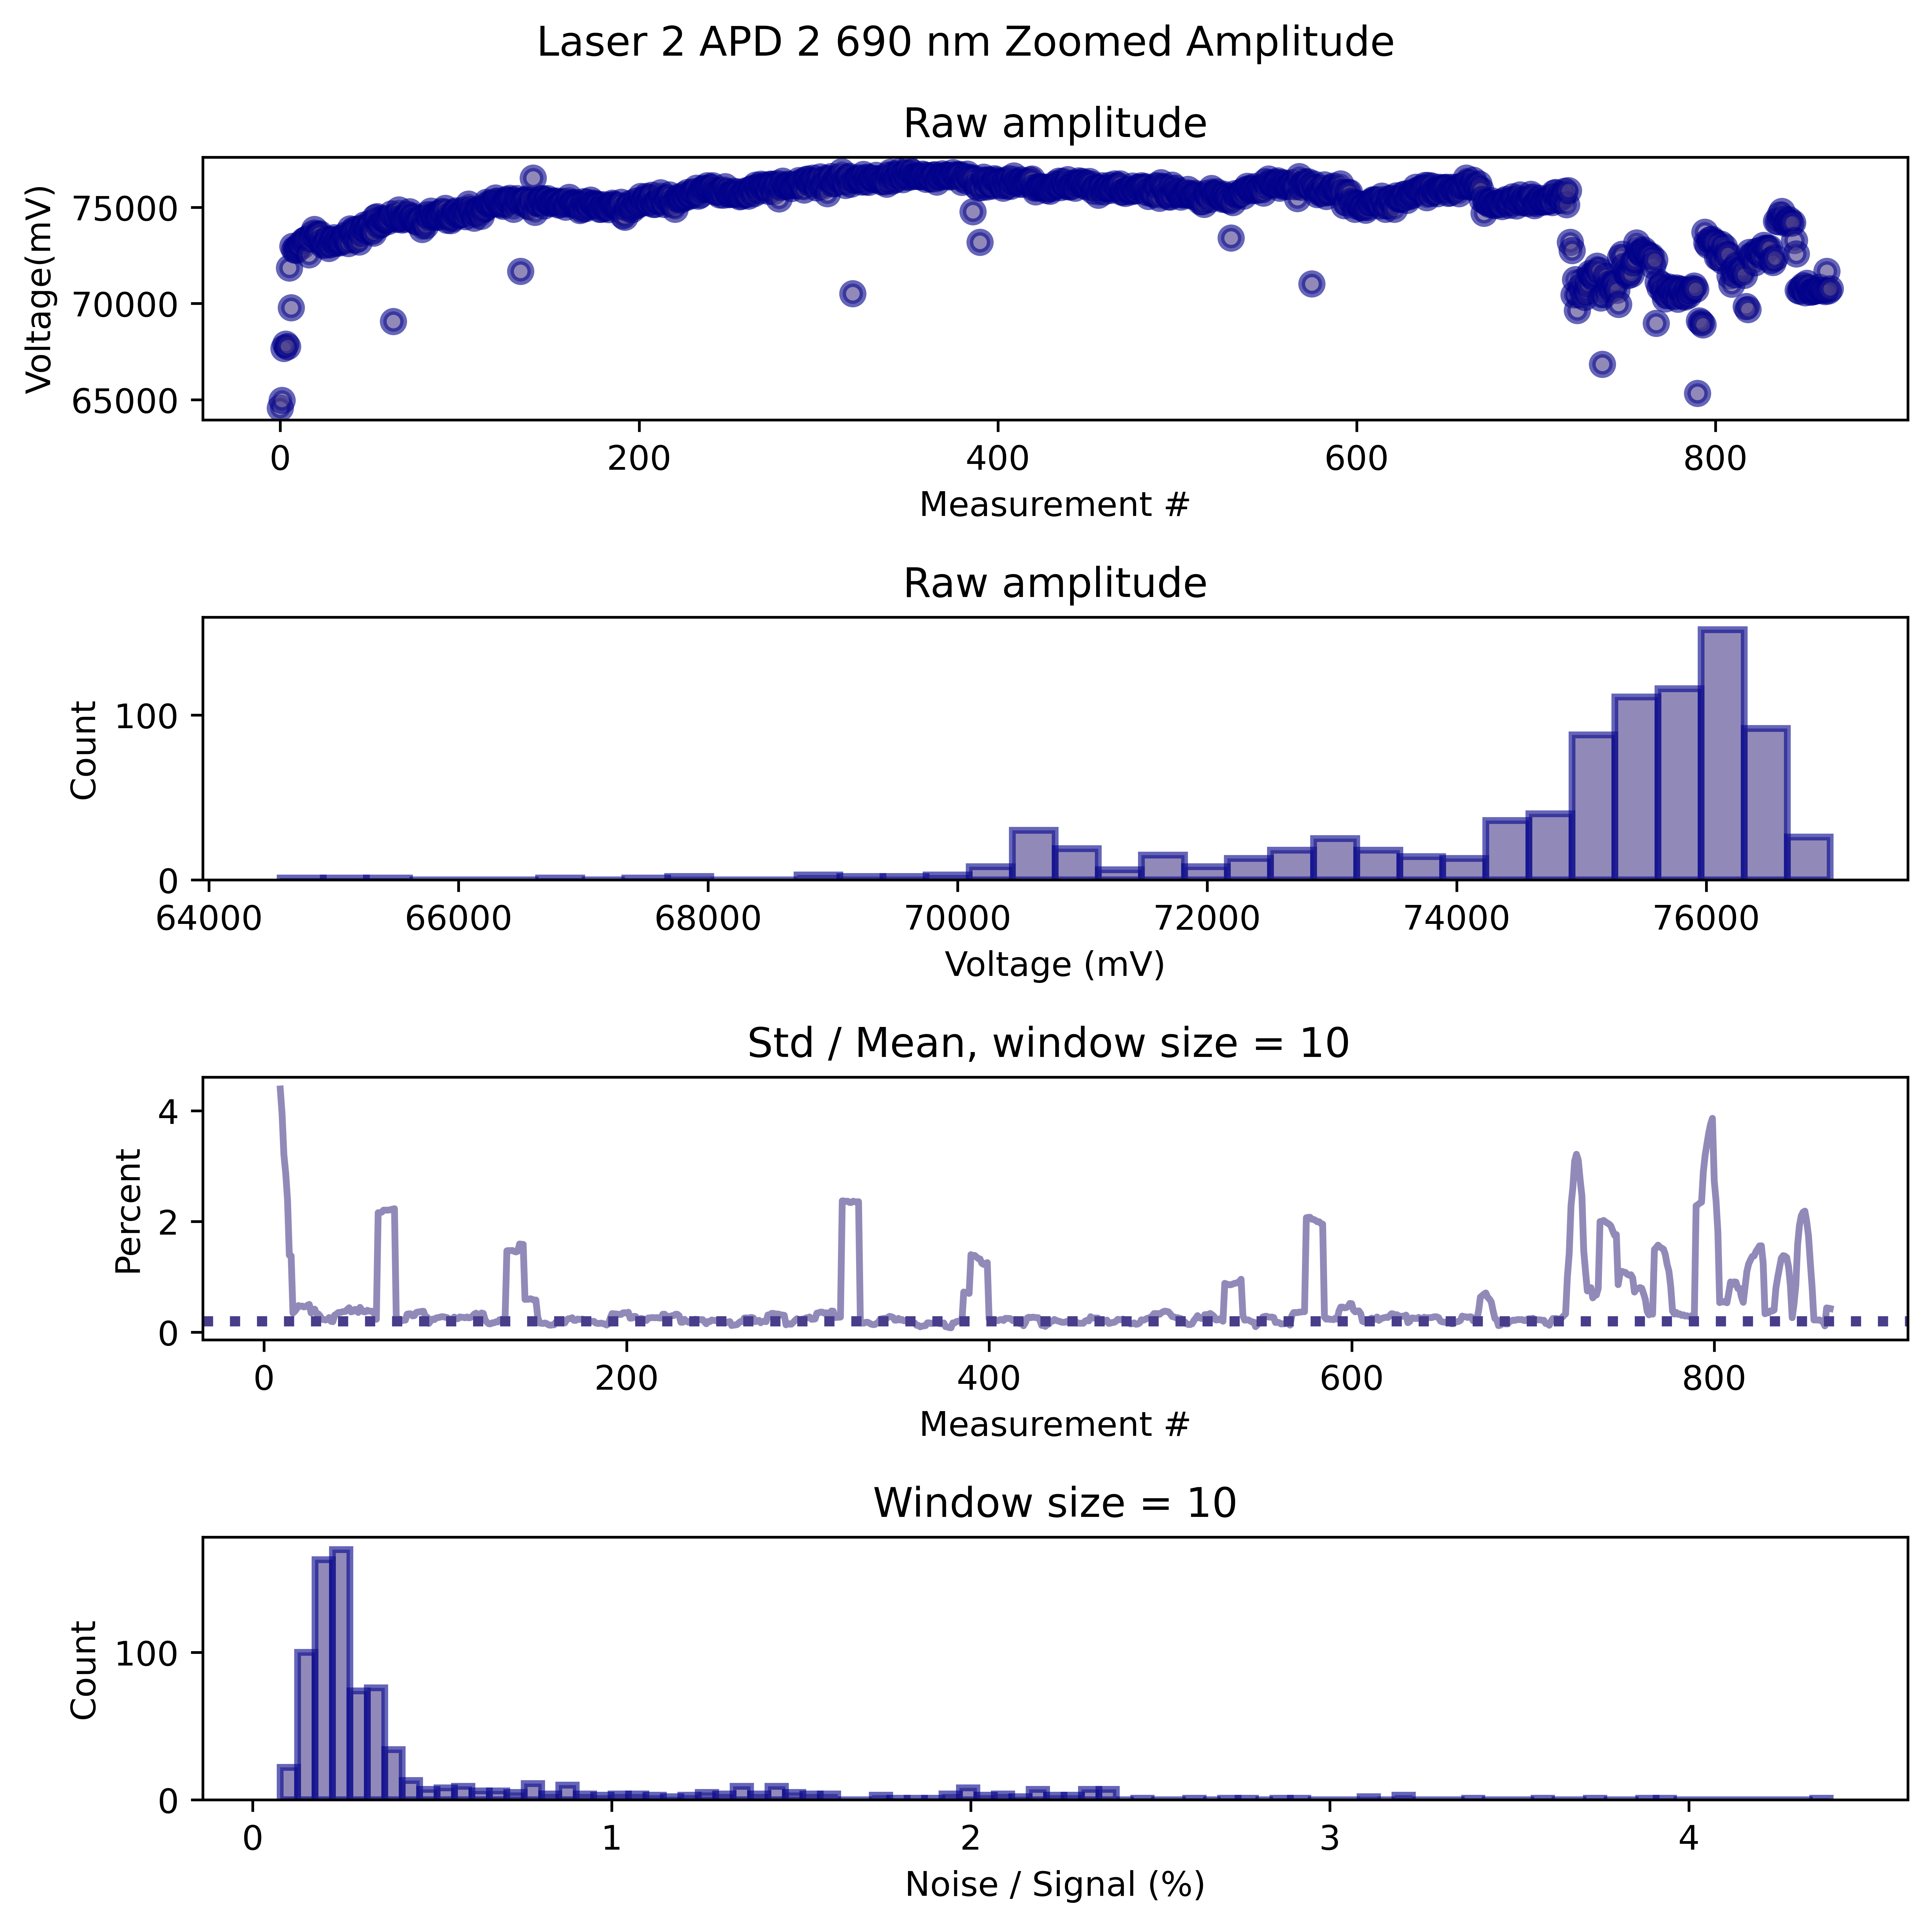 Laser 2 APD 2 690 nm Zoomed Amplitude
Raw amplitude
Voltage(mV)
75000
70000
65000
0 200 400 600 800
Measurement #
Raw amplitude
Count
100
0
64000 66000 68000 70000 72000 74000 76000
Voltage (mV)
Std / Mean, window size = 10
Percent
4
2
0
0 200 400 600 800
Measurement #
Window size = 10
Count
100
0
0 1 2 3 4
Noise / Signal (%)